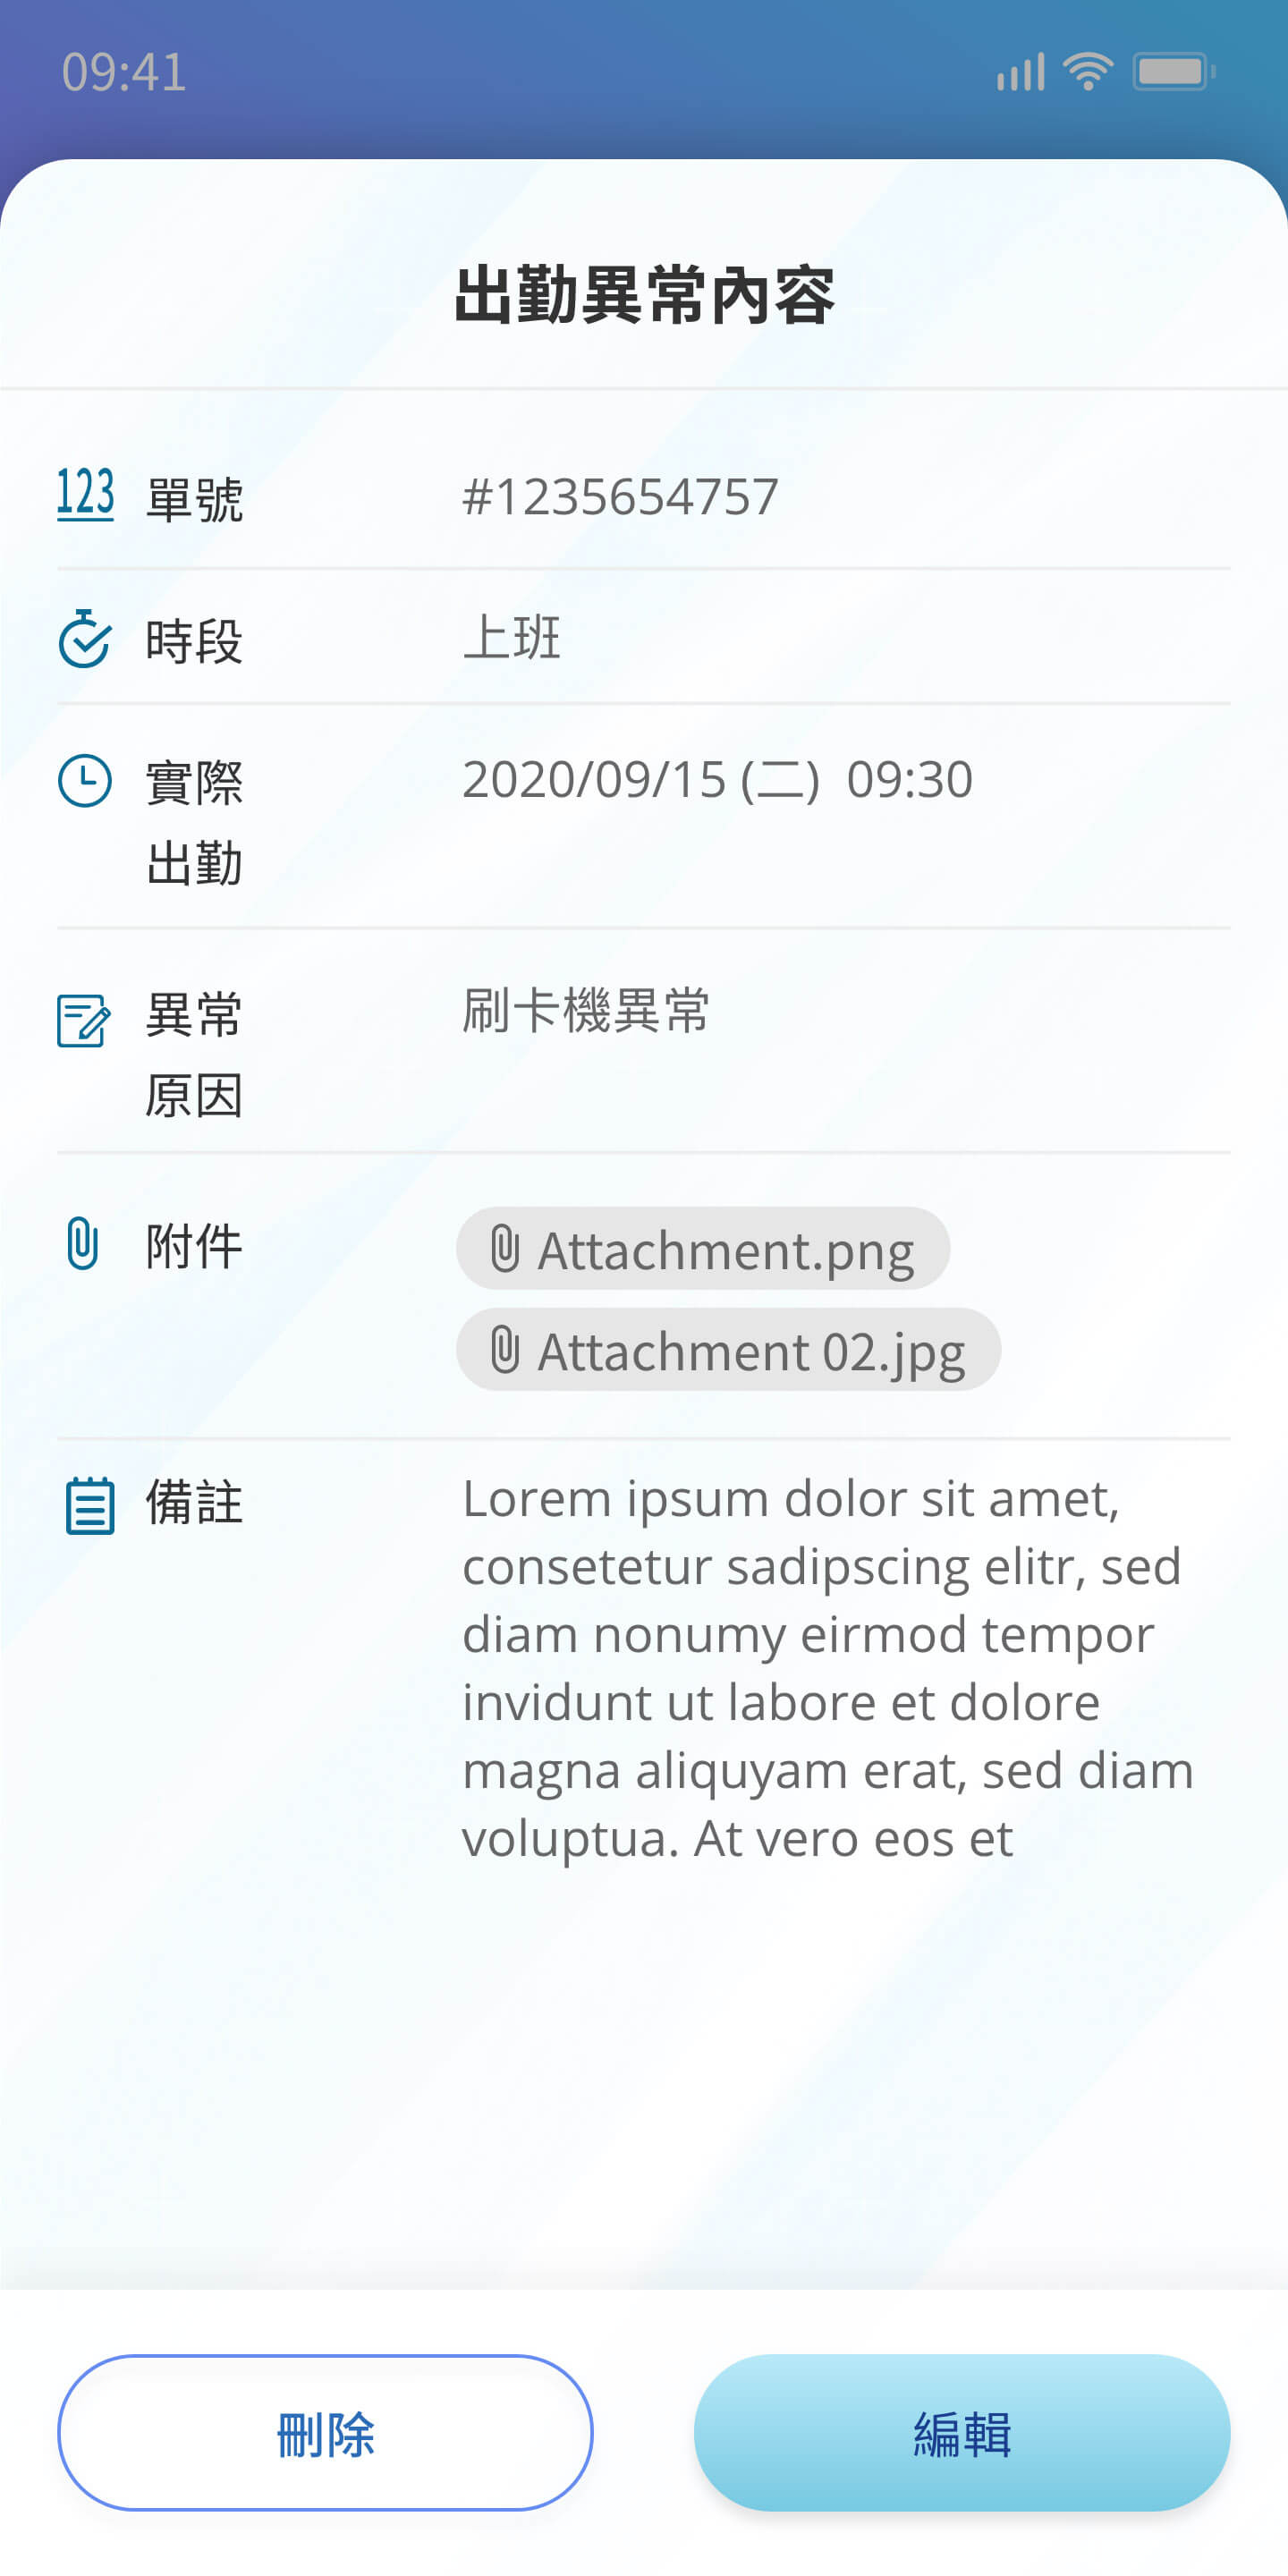 09:41
出勤異常內容
123 單號 #1235654757
時段 上班
實際 2020/09/15 (二) 09:30
出勤
異常 刷卡機異常
原因
附件 Attachment.png
Attachment 02.jpg
備註 Lorem ipsum dolor sit amet,
consetetur sadipscing elitr, sed
diam nonumy eirmod tempor
invidunt ut labore et dolore
magna aliquyam erat, sed diam
voluptua. At vero eos et
刪除 編輯